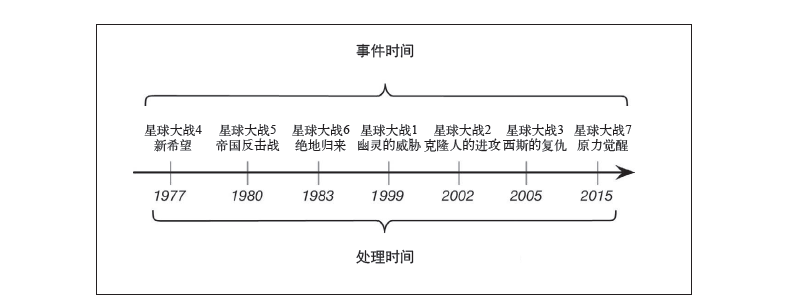 事件时间
星球大战4 星球大战5 星球大战6 星球大战1 星球大战2 星球大战3 星球大战7
新希望 帝国反击战 绝地归来 幽灵的威胁 克隆人的进攻 西斯的复仇 原力觉醒
1977 1980 1983 1999 2002 2005 2015
处理时间